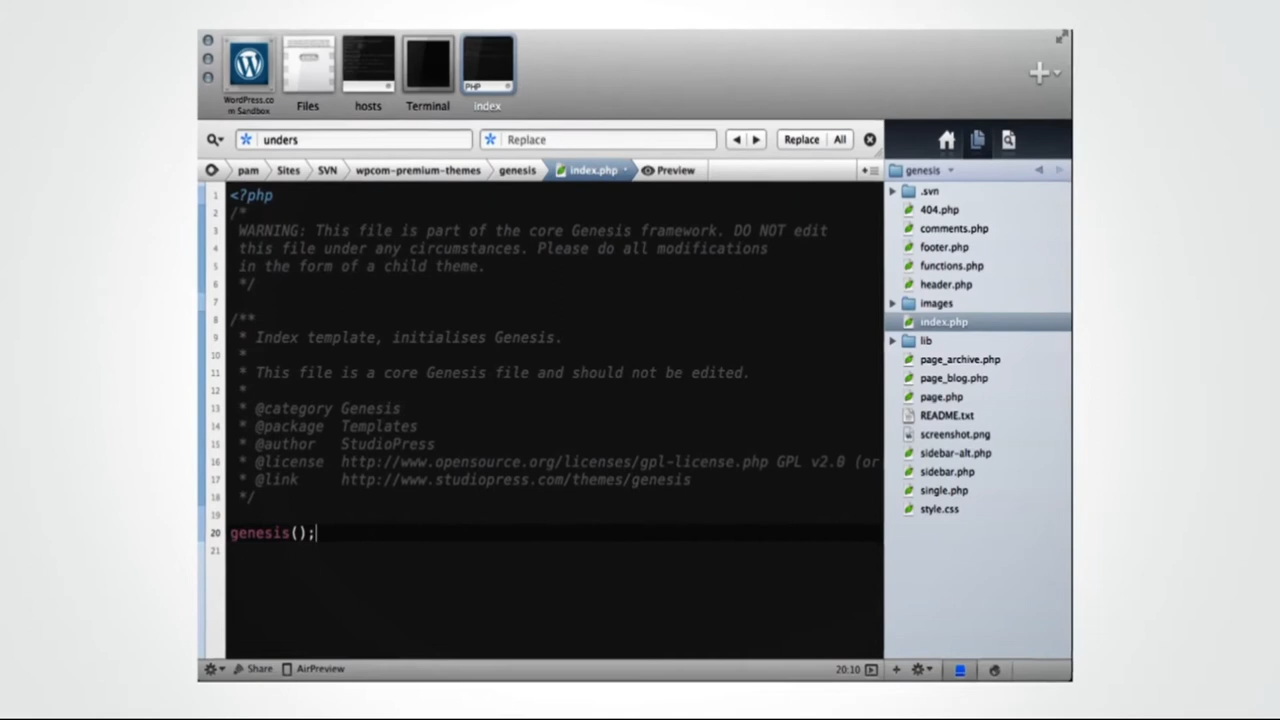 WordPress.co
m Sandbox
Files
hosts
Terminal
PHP
index
unders
Replace
Replace
All
pam
Sites
SVN
wpcom-premium-themes
genesis
index.php
Preview
genesis
1 <?php
2 /*
3 WARNING: This file is part of the core Genesis framework. DO NOT edit
4 this file under any circumstances. Please do all modifications
5 in the form of a child theme.
6 */
7
8 /**
9 * Index template, initialises Genesis.
10 *
11 * This file is a core Genesis file and should not be edited.
12 *
13 * @category Genesis
14 * @package Templates
15 * @author StudioPress
16 * @license http://www.opensource.org/licenses/gpl-license.php GPL v2.0 (or
17 * @link http://www.studiopress.com/themes/genesis
18 */
19
20 genesis();
21
.svn
404.php
comments.php
footer.php
functions.php
header.php
images
index.php
lib
page_archive.php
page_blog.php
page.php
README.txt
screenshot.png
sidebar-alt.php
sidebar.php
single.php
style.css
Share
AirPreview
20:10